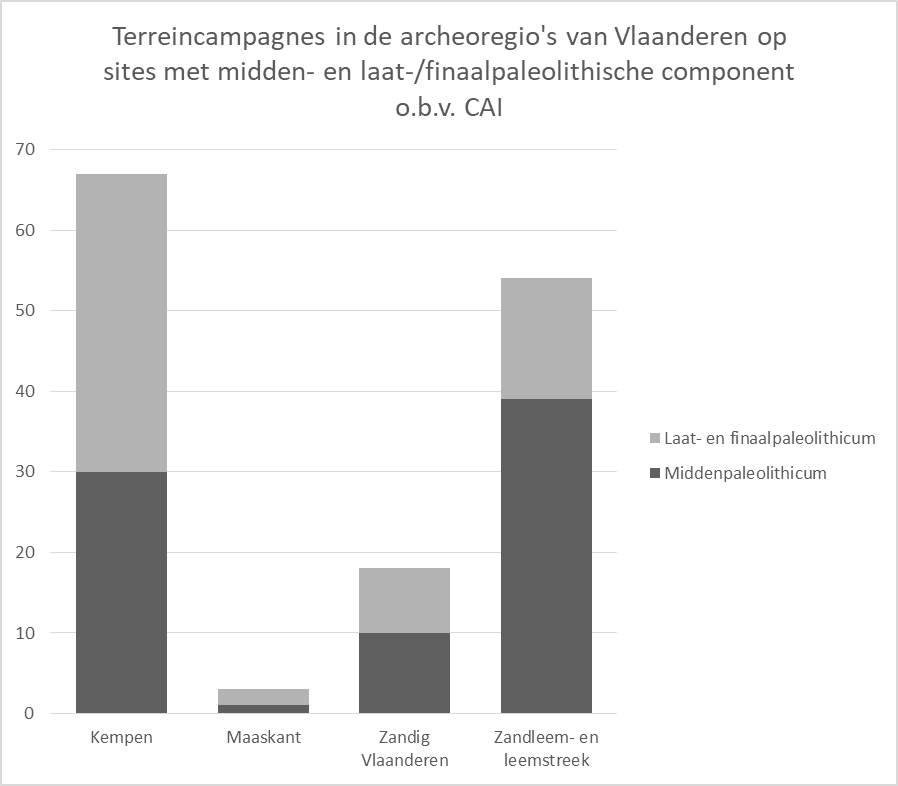 Terreincampagnes in de archeoregio's van Vlaanderen op
sites met midden- en laat-/finaalpaleolithische component
o.b.v. CAI
70
60
50
40
30
20
10
0
Kempen
Maaskant
Zandig
Vlaanderen
Zandleem- en
leemstreek
Laat- en finaalpaleolithicum
Middenpaleolithicum